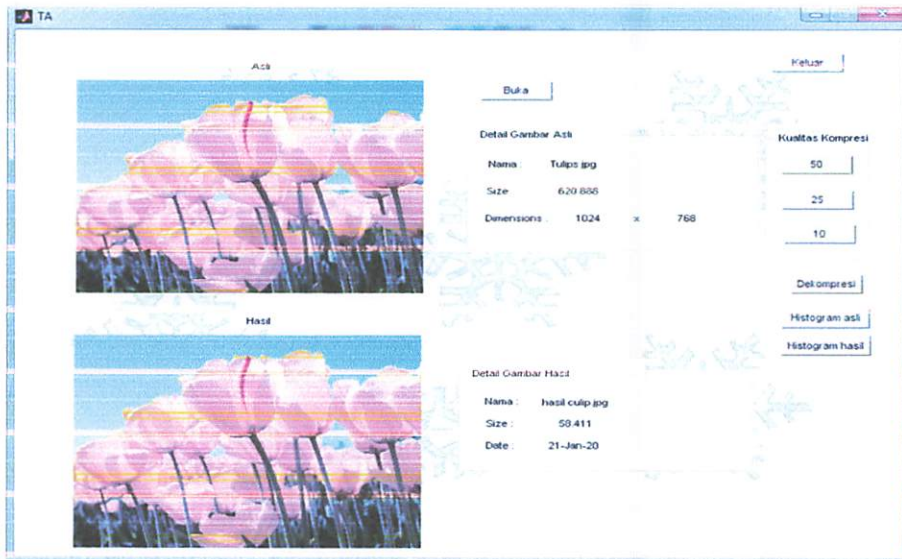 TA
Asli
Keluar
Buka
Detail Gambar Asli
Kualitas Kompresi
Nama : Tulips.jpg
50
Size 620.888
25
Dimensions : 1024 x 768
10
Dekompresi
Histogram asli
Hasil
Histogram hasil
Detail Gambar Hasil
Nama : hasil culip.jpg
Size : 58.411
Date : 21-Jan-20